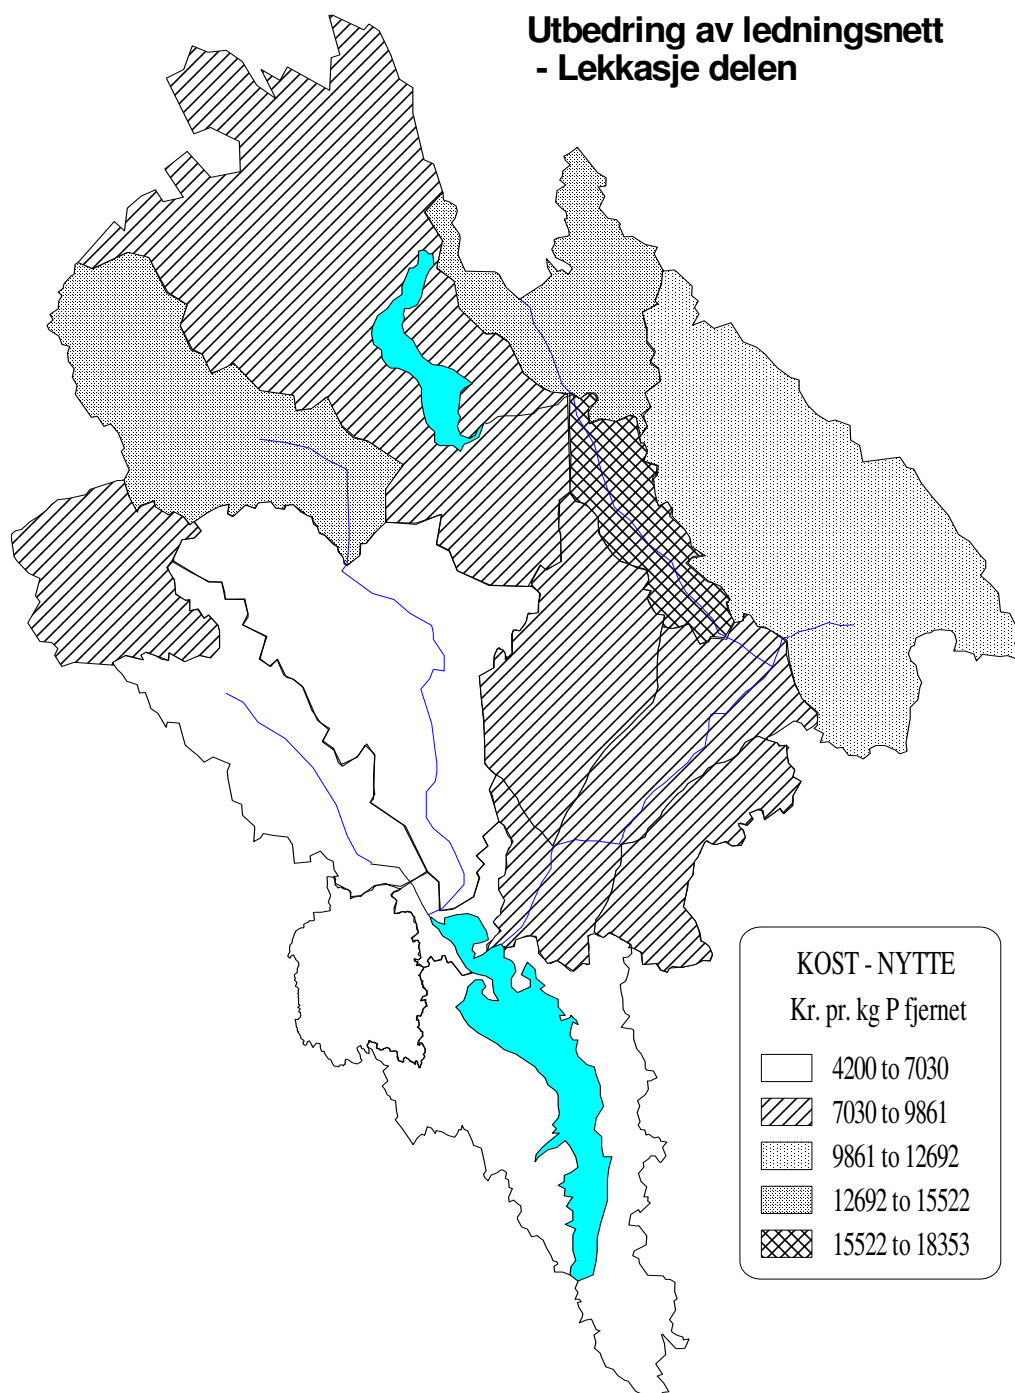 Utbedring av ledningsnett
- Lekkasje delen
KOST - NYTTE
Kr. pr. kg P fjernet
4200 to 7030
7030 to 9861
9861 to 12692
12692 to 15522
15522 to 18353